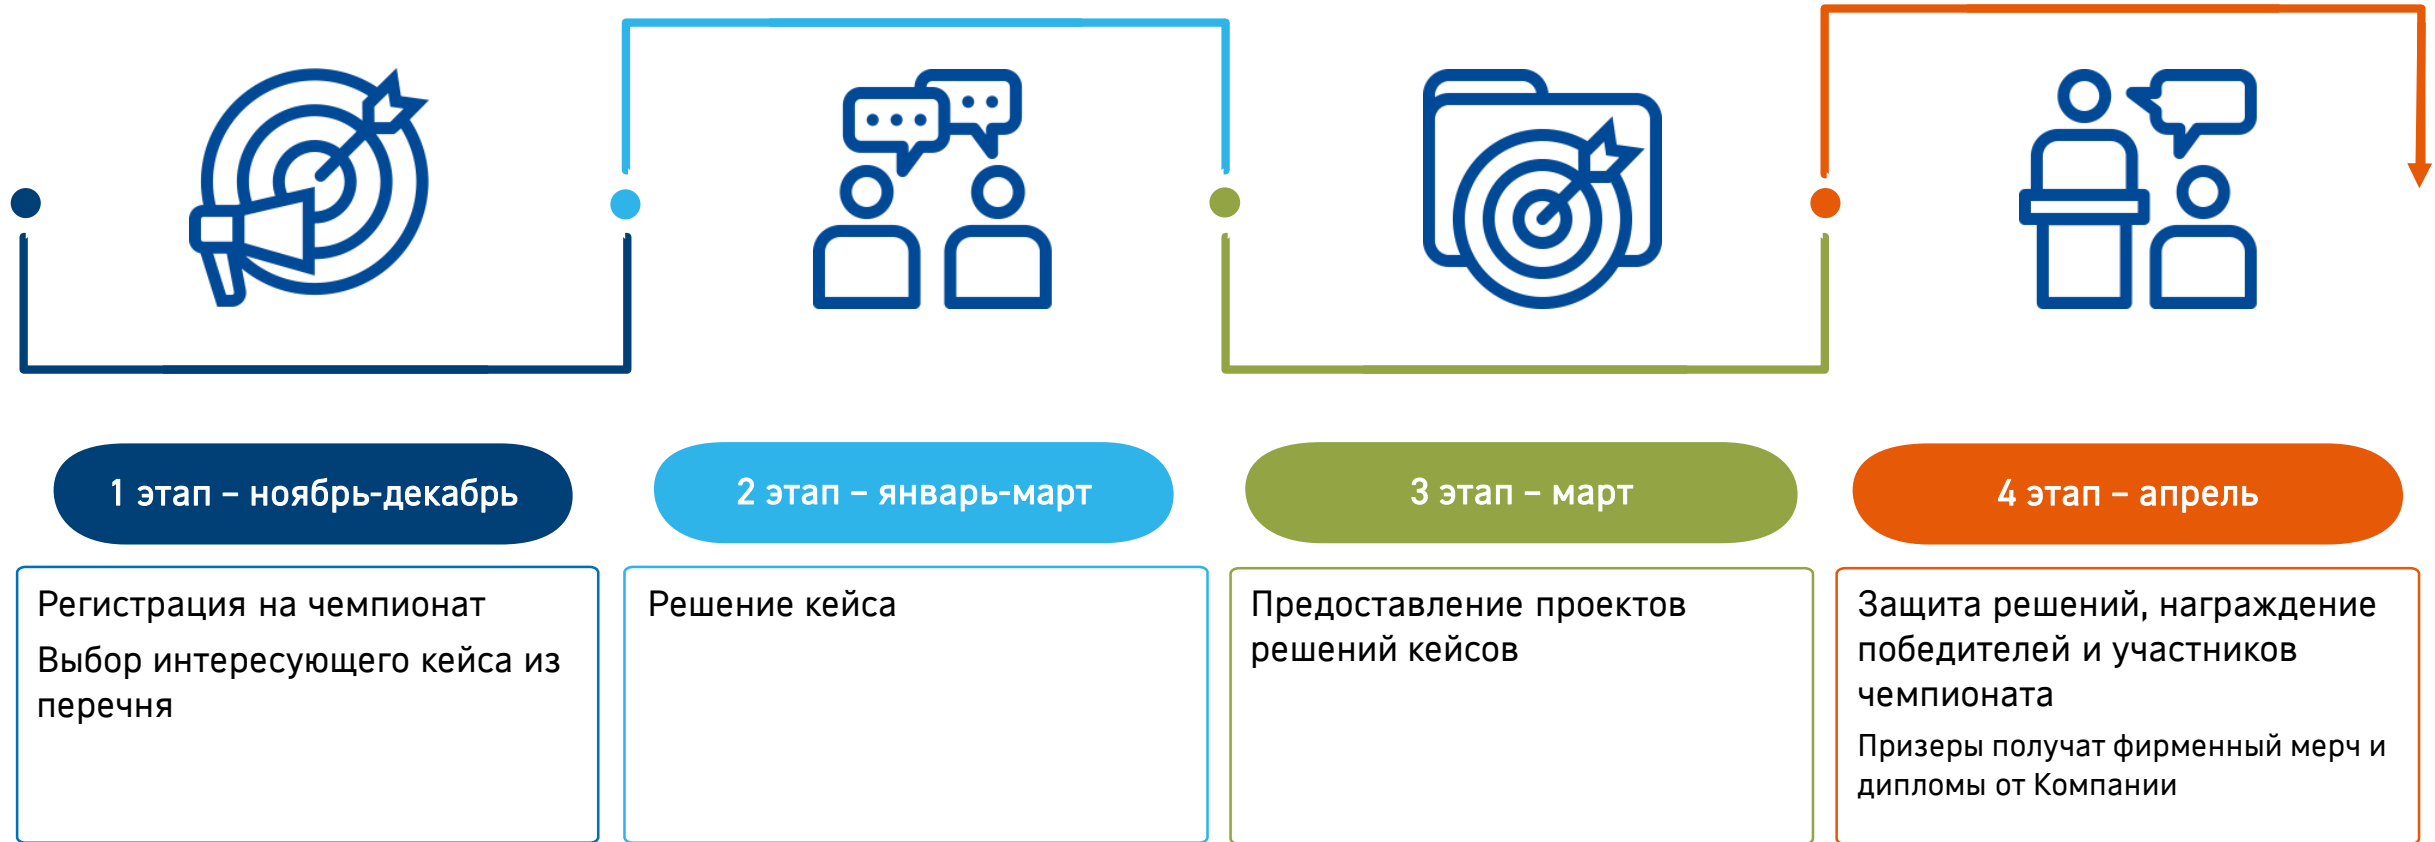 1 этап – ноябрь-декабрь
Регистрация на чемпионат
Выбор интересующего кейса из
перечня
2 этап – январь-март
Решение кейса
3 этап – март
Предоставление проектов
решений кейсов
4 этап – апрель
Защита решений, награждение
победителей и участников
чемпионата
Призеры получат фирменный мерч и
дипломы от Компании